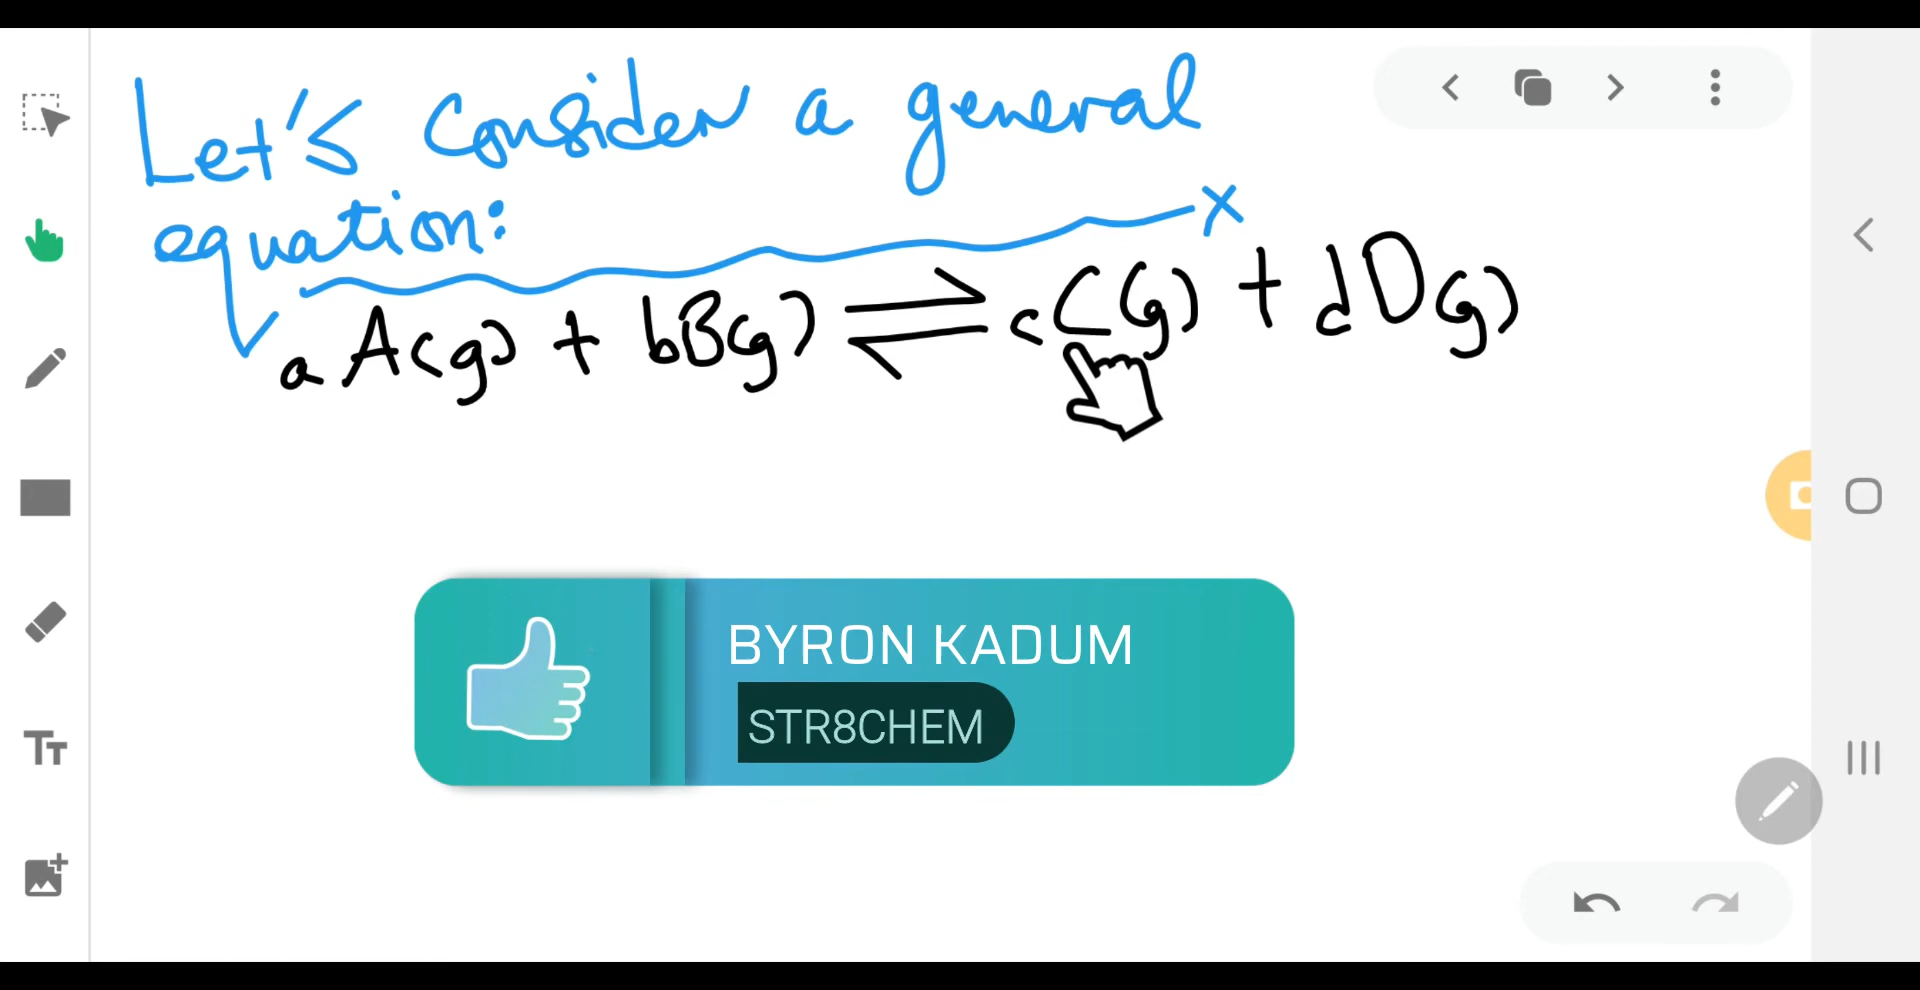 Let's consider a general
equation:
aA(g) + bB(g) ⇌ cC(g) + dD(g)
BYRON KADUM
STR8CHEM